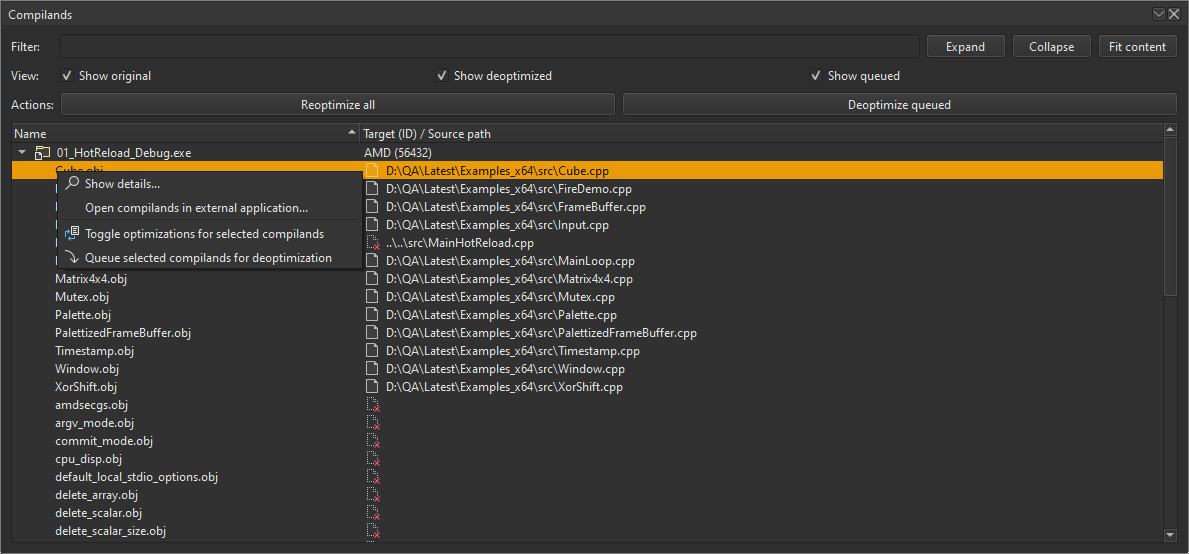 Compilands
Filter: Expand Collapse Fit content
View: Show original Show deoptimized Show queued
Actions: Reoptimize all Deoptimize queued
Name Target (ID) / Source path
01_HotReload_Debug.exe AMD (56432)
Cube.obj D:\QA\Latest\Examples_x64\src\Cube.cpp
Show details...
D:\QA\Latest\Examples_x64\src\FireDemo.cpp
Open compilands in external application...
D:\QA\Latest\Examples_x64\src\FrameBuffer.cpp
D:\QA\Latest\Examples_x64\src\Input.cpp
Toggle optimizations for selected compilands
..\..\src\MainHotReload.cpp
Queue selected compilands for deoptimization
D:\QA\Latest\Examples_x64\src\MainLoop.cpp
Matrix4x4.obj D:\QA\Latest\Examples_x64\src\Matrix4x4.cpp
Mutex.obj D:\QA\Latest\Examples_x64\src\Mutex.cpp
Palette.obj D:\QA\Latest\Examples_x64\src\Palette.cpp
PalettizedFrameBuffer.obj D:\QA\Latest\Examples_x64\src\PalettizedFrameBuffer.cpp
Timestamp.obj D:\QA\Latest\Examples_x64\src\Timestamp.cpp
Window.obj D:\QA\Latest\Examples_x64\src\Window.cpp
XorShift.obj D:\QA\Latest\Examples_x64\src\XorShift.cpp
amdsecgs.obj
argv_mode.obj
commit_mode.obj
cpu_disp.obj
default_local_stdio_options.obj
delete_array.obj
delete_scalar.obj
delete_scalar_size.obj